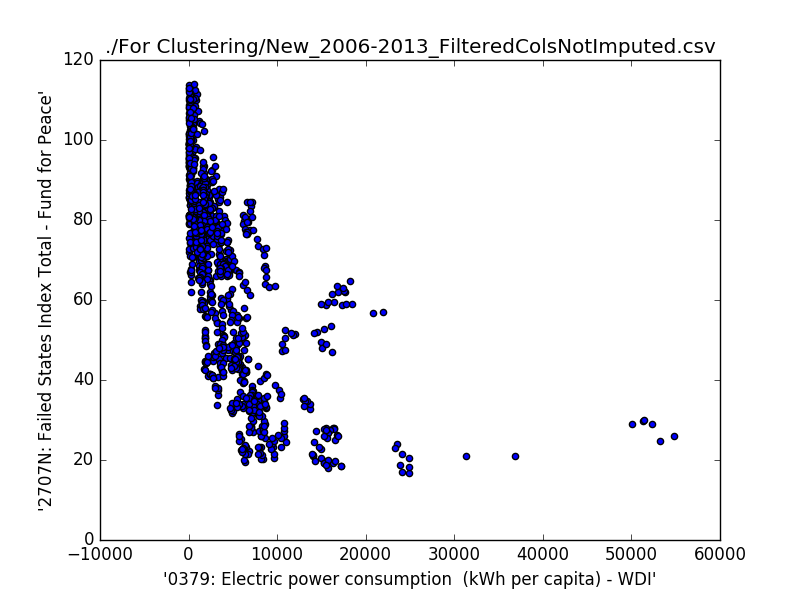 ./For Clustering/New_2006-2013_FilteredColsNotImputed.csv
'2707N: Failed States Index Total - Fund for Peace'
120
100
80
60
40
20
0
−10000 0 10000 20000 30000 40000 50000 60000
'0379: Electric power consumption  (kWh per capita) - WDI'